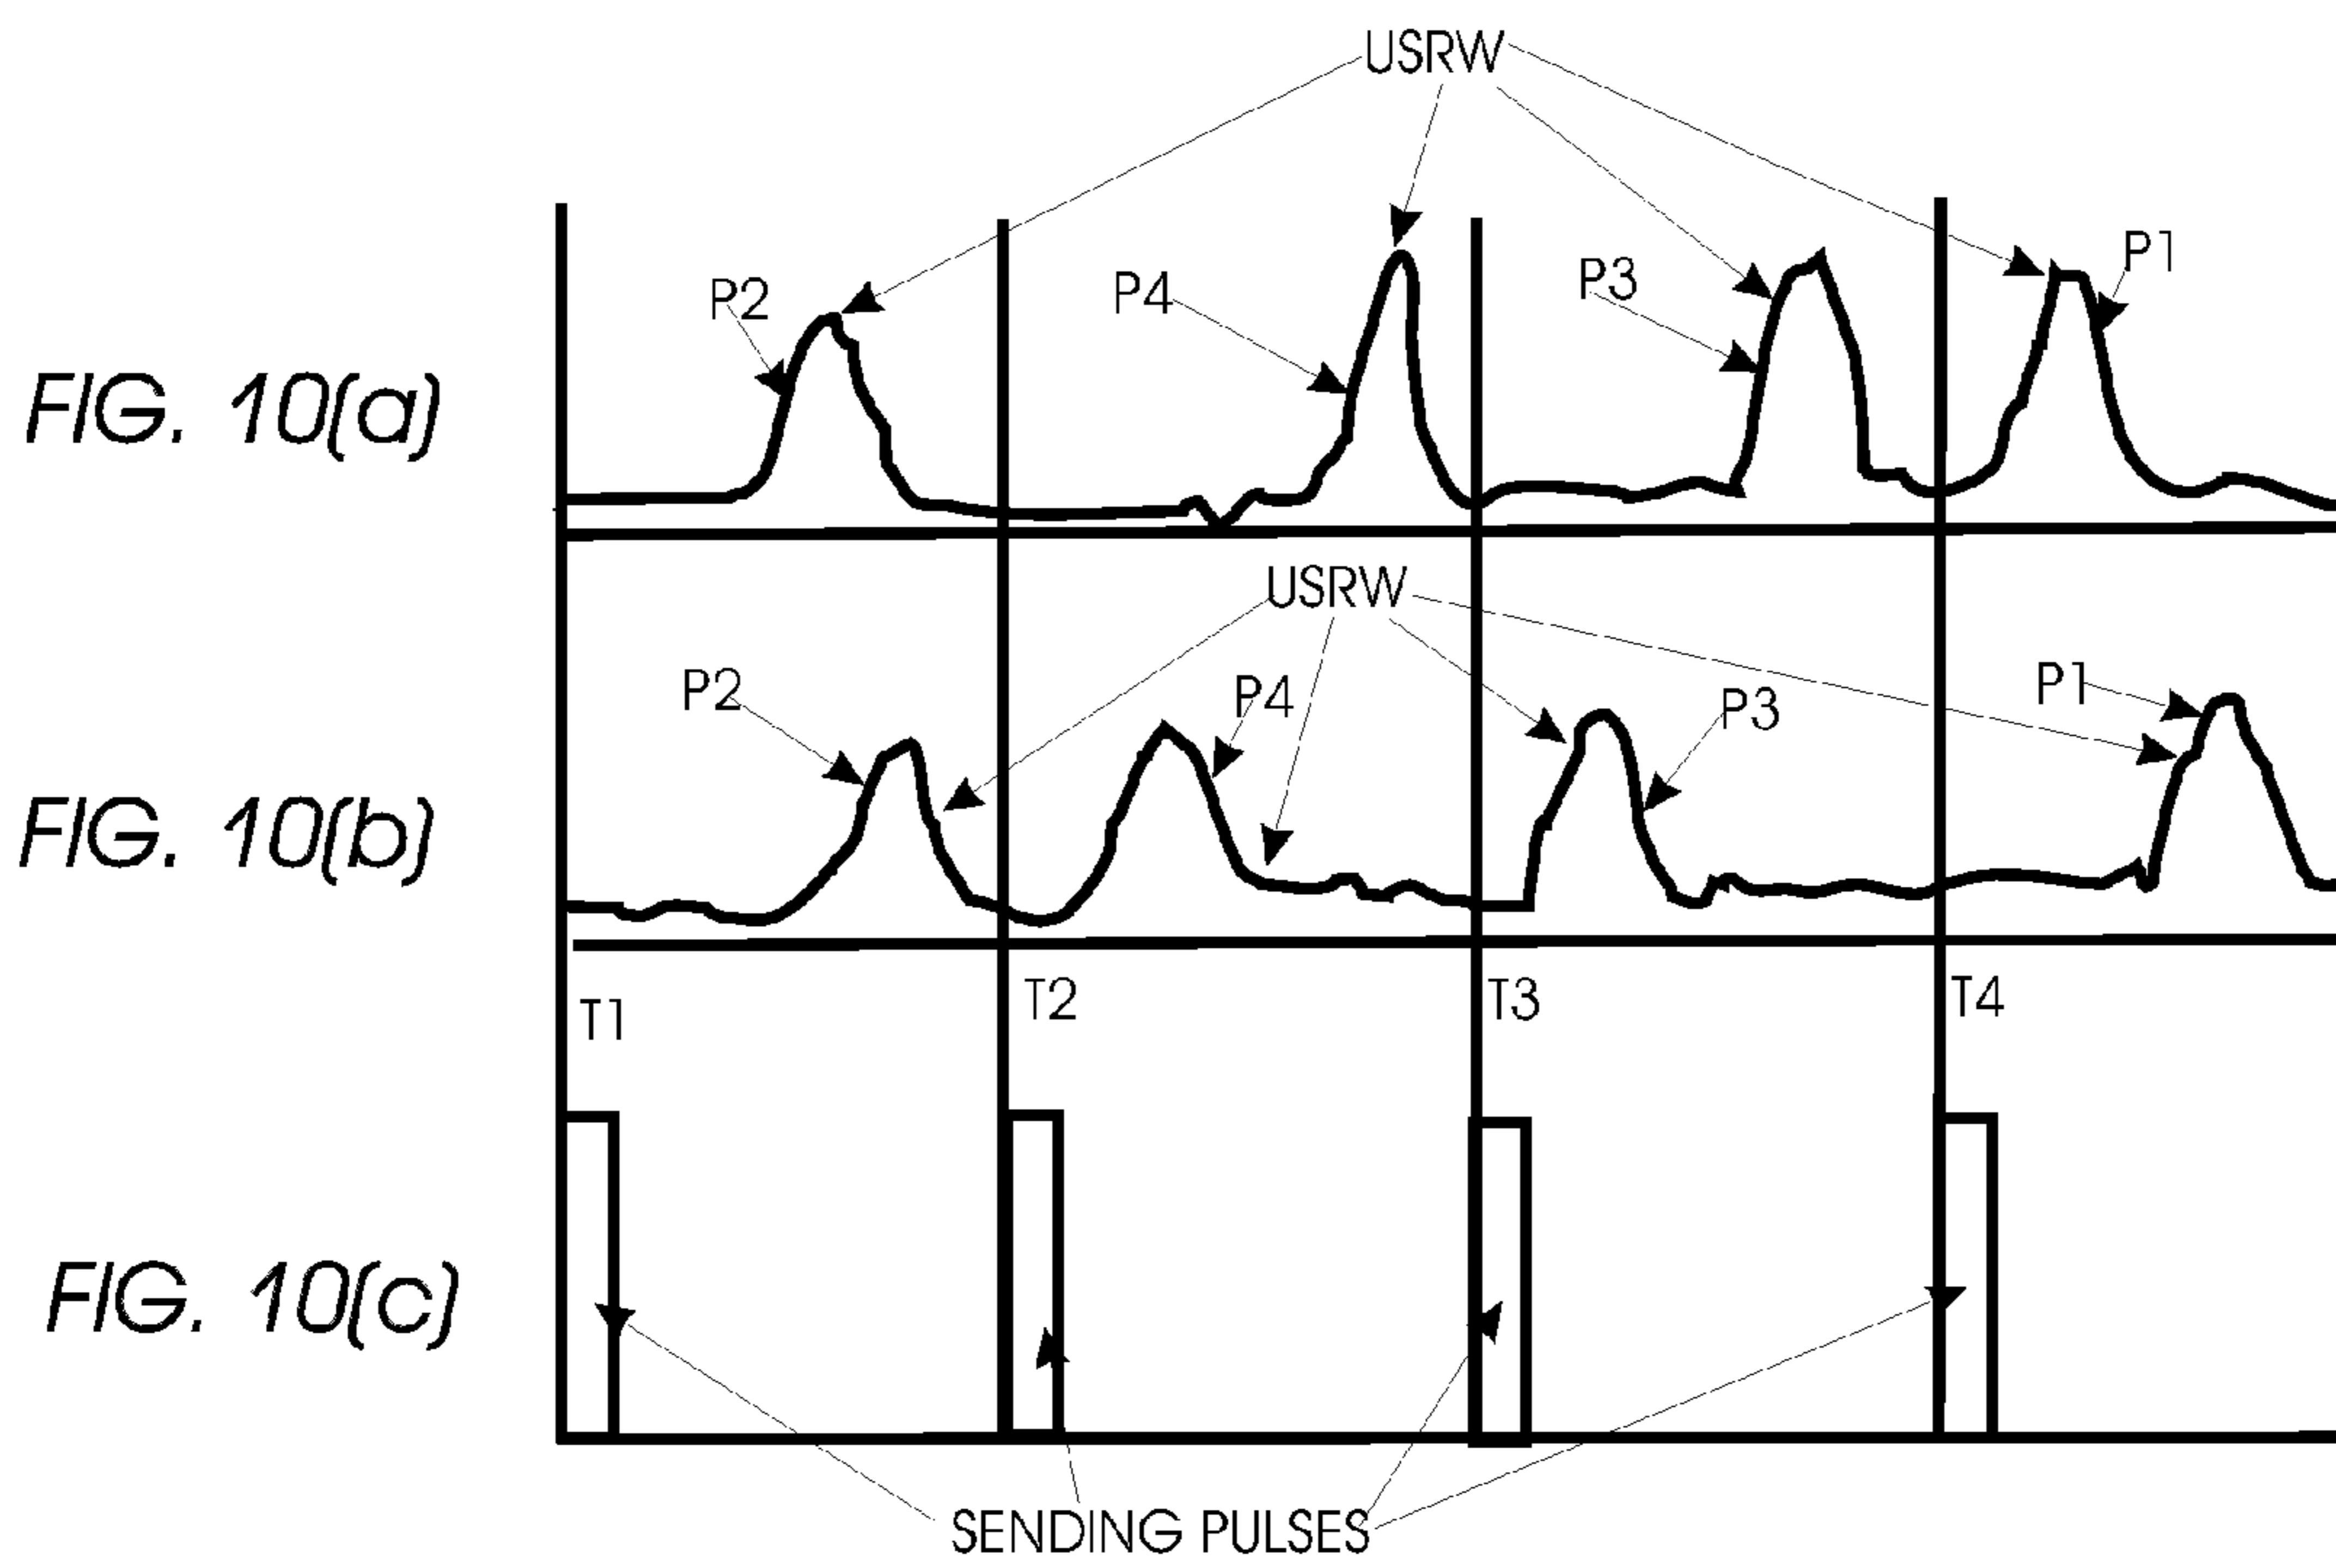 USRW
P2
P4
P3
P1
FIG. 10(a)
USRW
P2
P4
P3
P1
FIG. 10(b)
T1
T2
T3
T4
FIG. 10(c)
SENDING PULSES